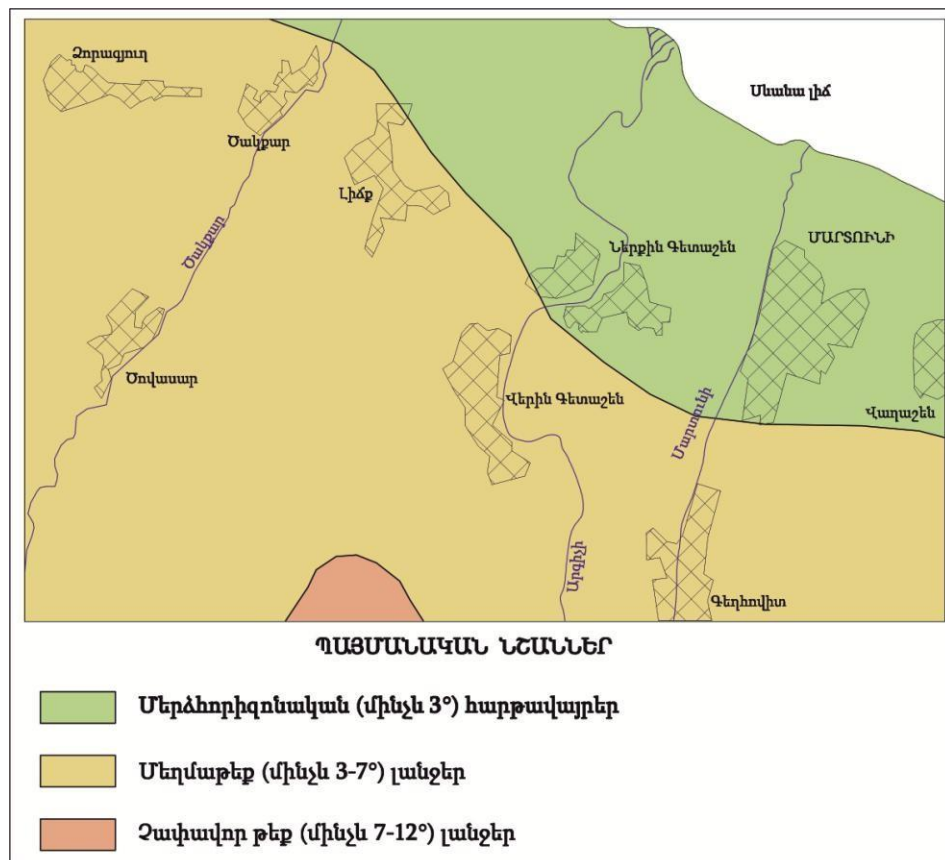 Ձորագյուղ
Սևանա լիճ
Ծակքար
Լիճք
Ծակքար
Ներքին Գետաշեն
ՄԱՐՏՈՒՆԻ
Ծովասար
Վերին Գետաշեն
Մարտունի
Վաղաշեն
Արգիչի
Գեղհովիտ
ՊԱՅՄԱՆԱԿԱՆ ՆՇԱՆՆԵՐ
Մերձհորիզոնական (մինչև 3°) հարթավայրեր
Մեղմաթեք (մինչև 3-7°) լանջեր
Չափավոր թեք (մինչև 7-12°) լանջեր